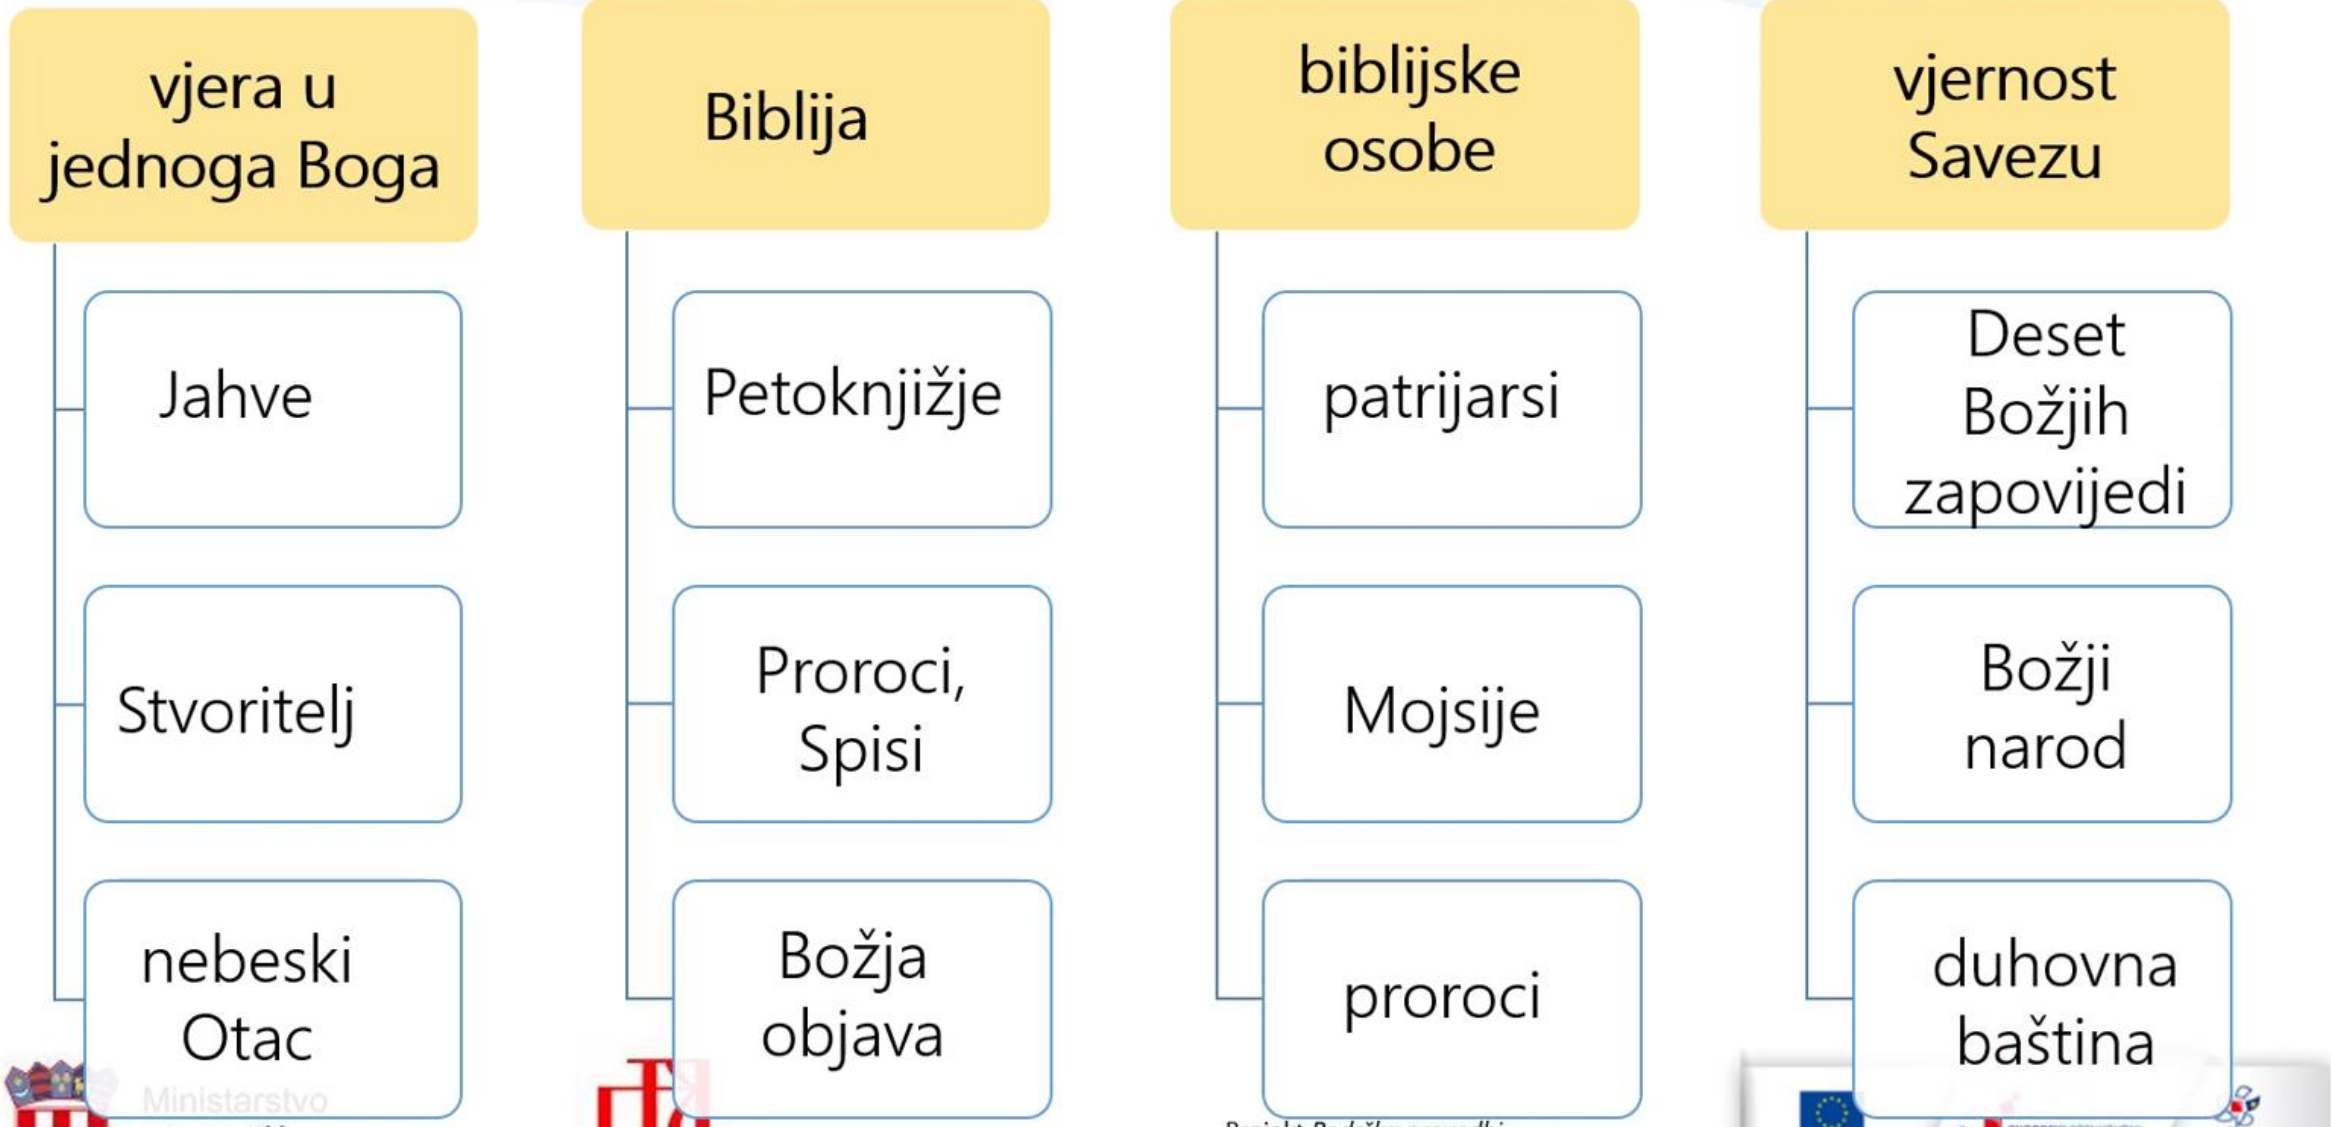 vjera u
jednoga Boga
Jahve
Stvoritelj
nebeski
Otac
Biblija
Petoknjižje
Proroci,
Spisi
Božja
objava
biblijske
osobe
patrijarsi
Mojsije
proroci
vjernost
Savezu
Deset
Božjih
zapovijedi
Božji
narod
duhovna
baština
Ministarstvo